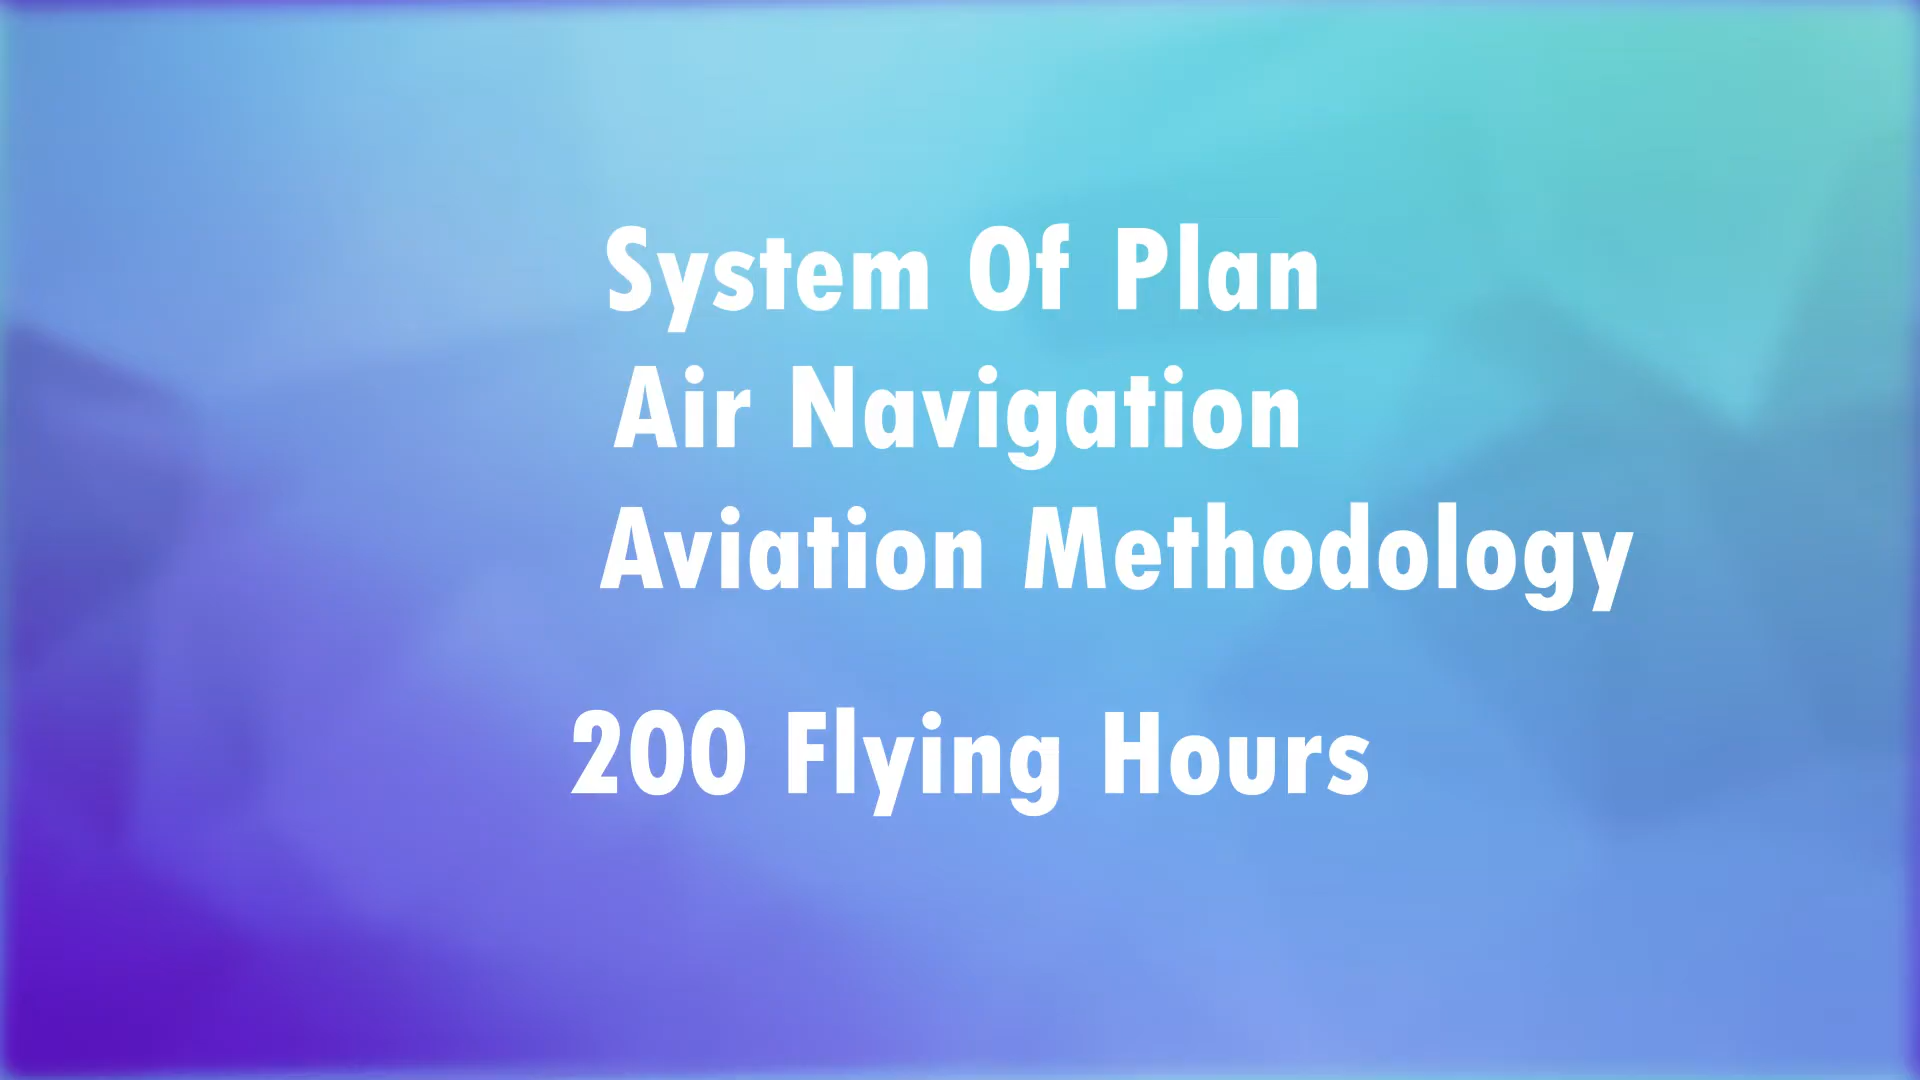 System Of Plan
Air Navigation
Aviation Methodology
200 Flying Hours